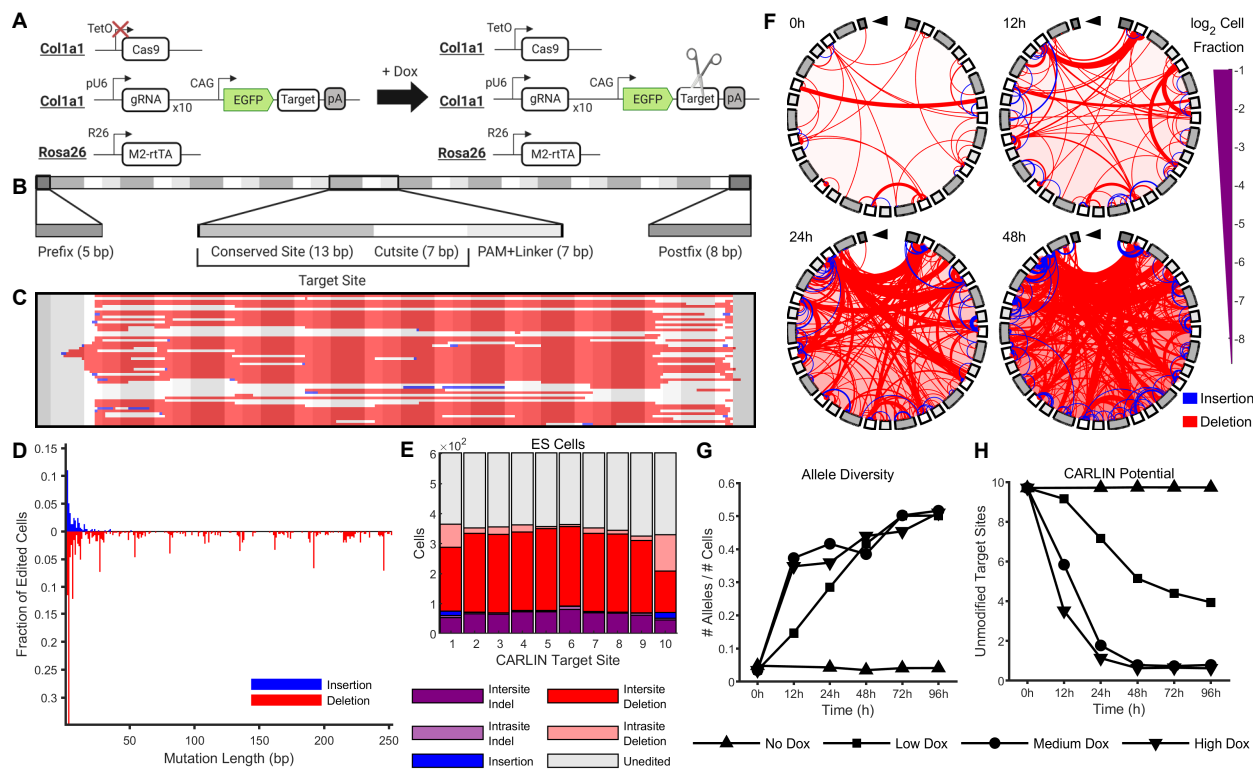 A
TetO
Col1a1
Cas9
pU6
CAG
Col1a1
gRNA
x10
EGFP
Target
pA
R26
Rosa26
M2-rtTA
+ Dox
TetO
Col1a1
Cas9
pU6
CAG
Col1a1
gRNA
x10
EGFP
Target
pA
R26
Rosa26
M2-rtTA
B
Prefix (5 bp)
Conserved Site (13 bp)
Cutsite (7 bp)
PAM+Linker (7 bp)
Postfix (8 bp)
Target Site
C
D
0.15
0.1
0.05
0
0.05
0.1
0.15
0.2
0.25
0.3
Fraction of Edited Cells
Insertion
Deletion
50
100
150
200
250
Mutation Length (bp)
E
ES Cells
×10²
6
5
4
3
2
1
0
Cells
1 2 3 4 5 6 7 8 9 10
CARLIN Target Site
Intersite
Indel
Intersite
Deletion
Intrasite
Indel
Intrasite
Deletion
Insertion
Unedited
F
0h
12h
24h
48h
log₂ Cell
Fraction
-1
-2
-3
-4
-5
-6
-7
-8
Insertion
Deletion
G
Allele Diversity
0.6
0.5
0.4
0.3
0.2
0.1
0
# Alleles / # Cells
0h 12h 24h 48h 72h 96h
Time (h)
H
CARLIN Potential
10
8
6
4
2
0
Unmodified Target Sites
0h 12h 24h 48h 72h 96h
Time (h)
No Dox
Low Dox
Medium Dox
High Dox